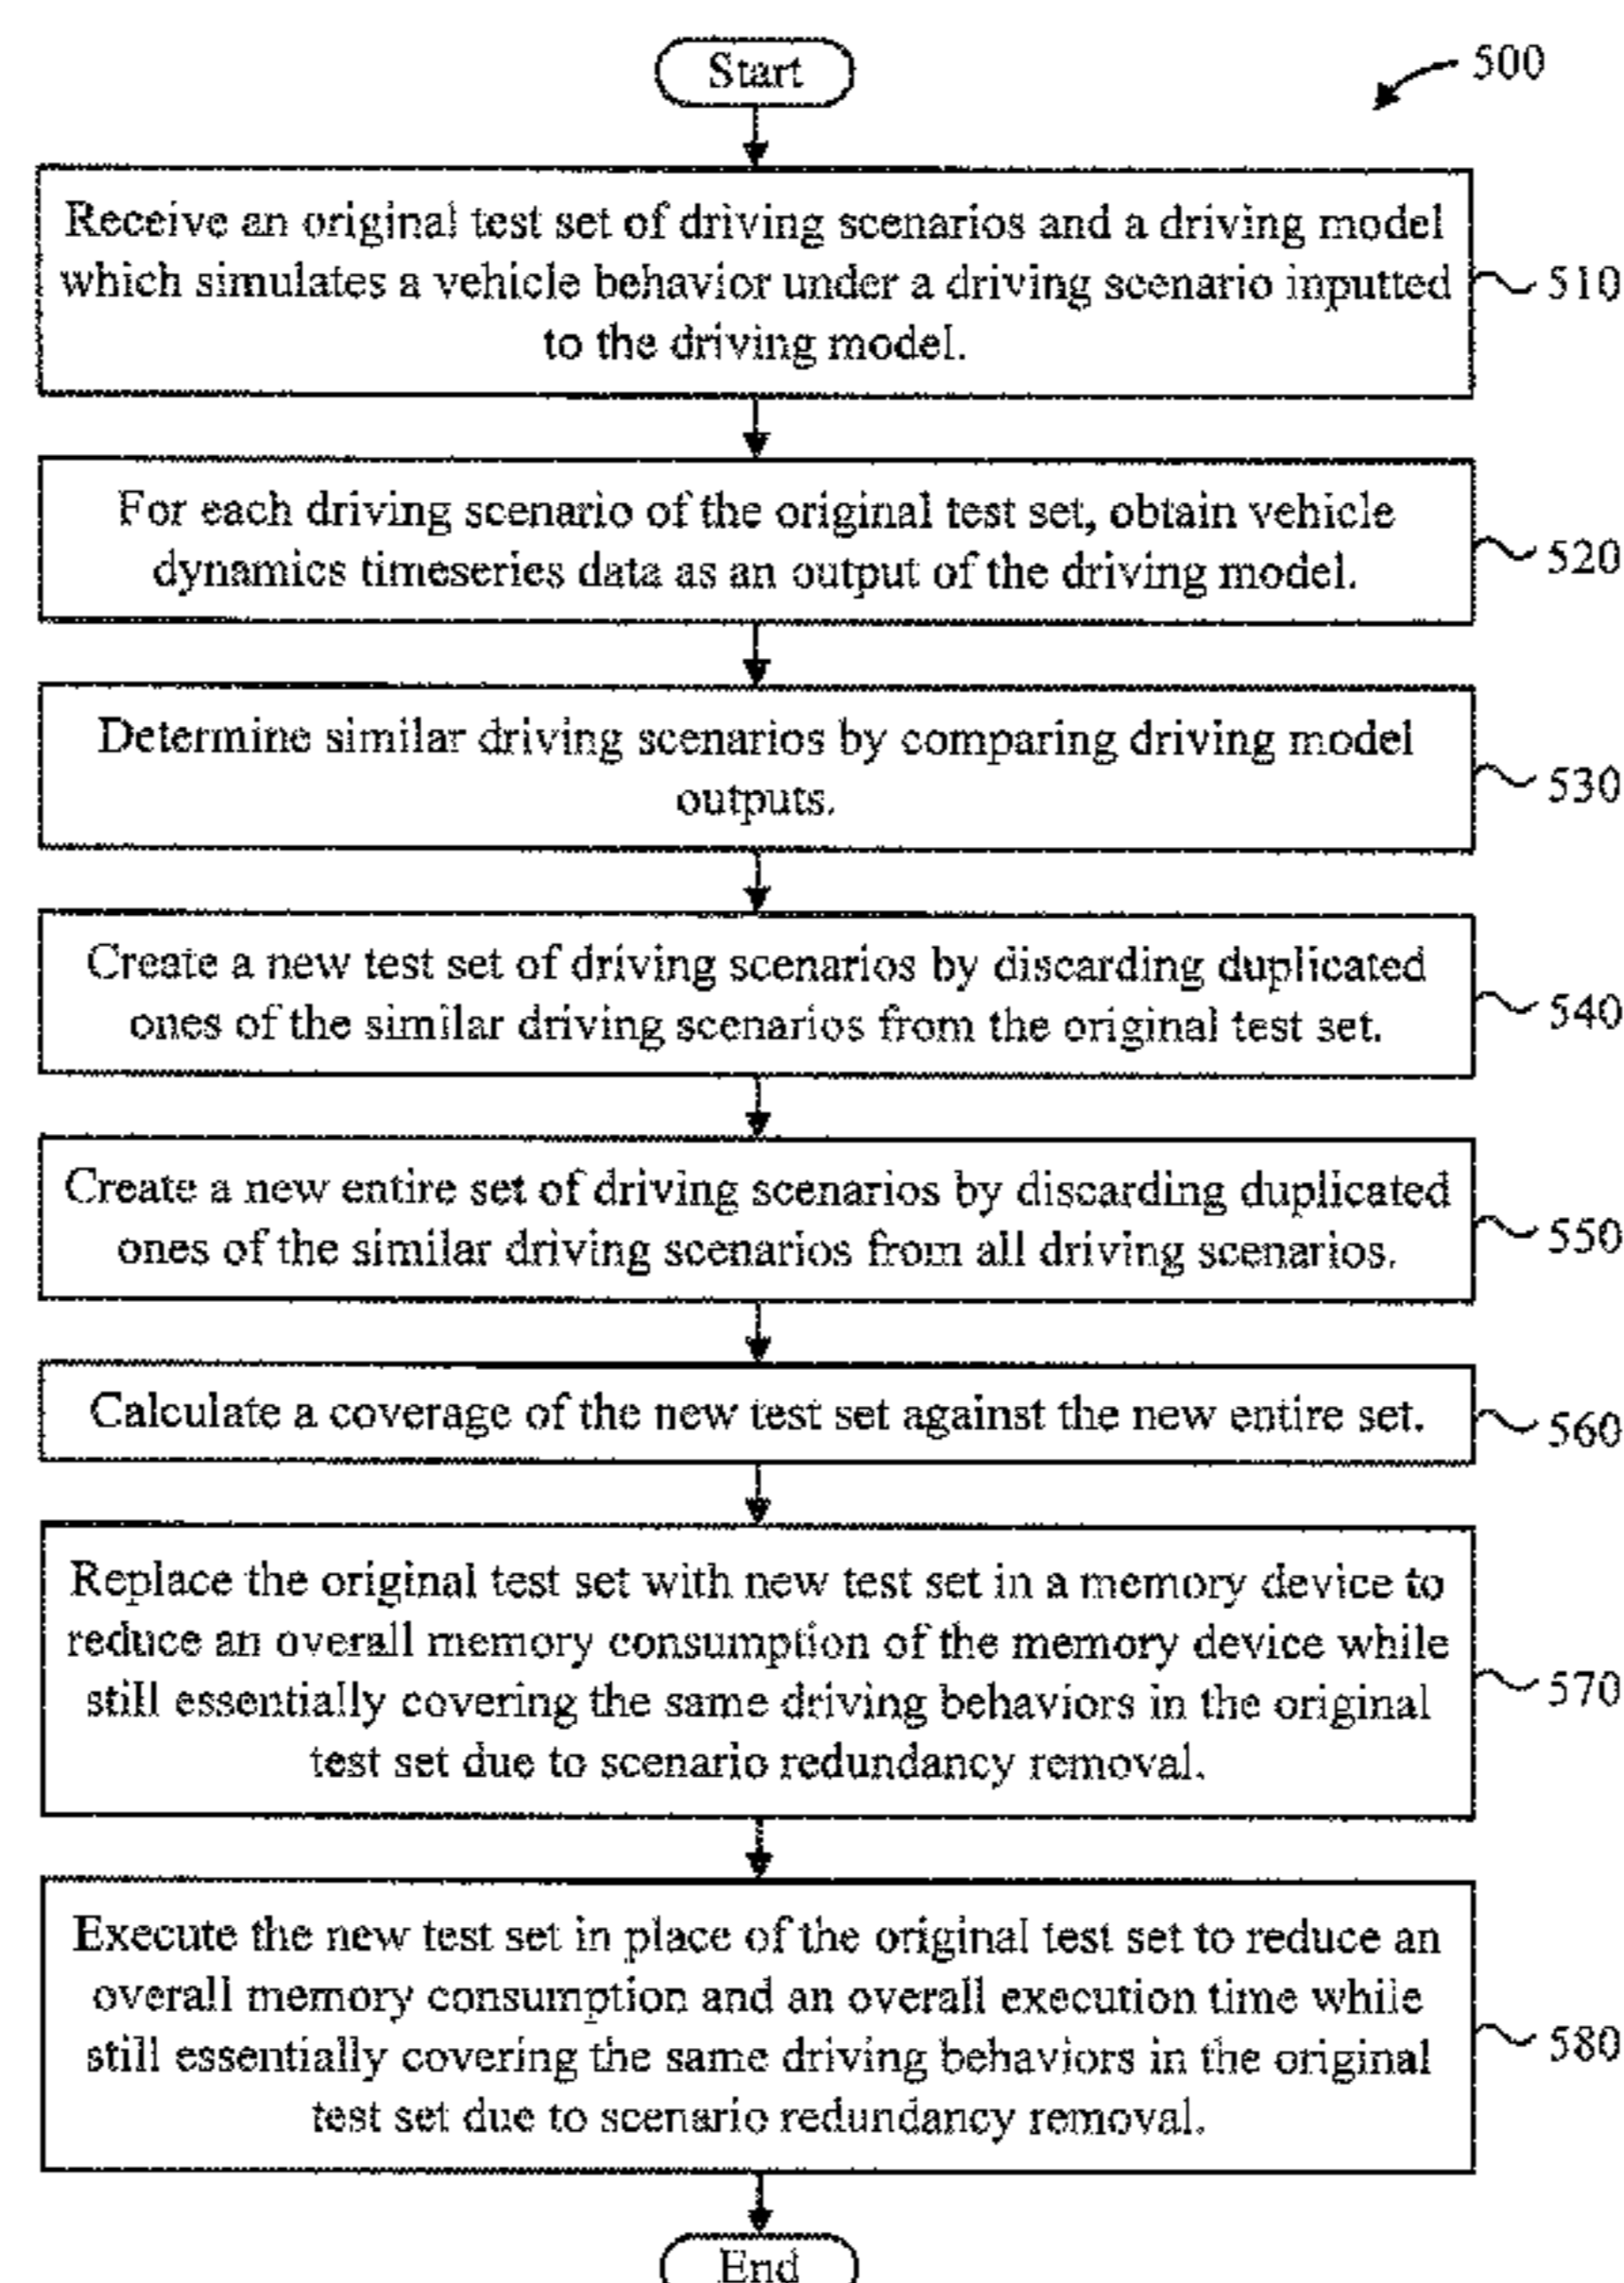 Start
500
Receive an original test set of driving scenarios and a driving model
which simulates a vehicle behavior under a driving scenario inputted
to the driving model.
510
For each driving scenario of the original test set, obtain vehicle
dynamics timeseries data as an output of the driving model.
520
Determine similar driving scenarios by comparing driving model
outputs.
530
Create a new test set of driving scenarios by discarding duplicated
ones of the similar driving scenarios from the original test set.
540
Create a new entire set of driving scenarios by discarding duplicated
ones of the similar driving scenarios from all driving scenarios.
550
Calculate a coverage of the new test set against the new entire set.
560
Replace the original test set with new test set in a memory device to
reduce an overall memory consumption of the memory device while
still essentially covering the same driving behaviors in the original
test set due to scenario redundancy removal.
570
Execute the new test set in place of the original test set to reduce an
overall memory consumption and an overall execution time while
still essentially covering the same driving behaviors in the original
test set due to scenario redundancy removal.
580
End